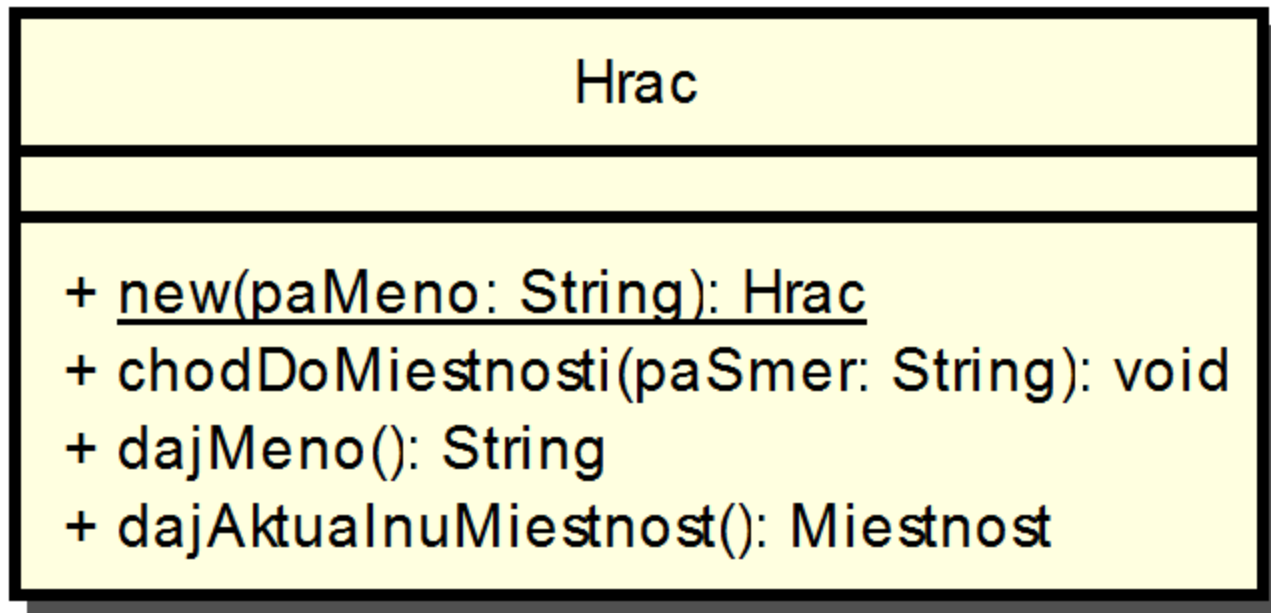 Hrac
+ new(paMeno: String): Hrac
+ chodDoMiestnosti(paSmer: String): void
+ dajMeno(): String
+ dajAktualnuMiestnost(): Miestnost